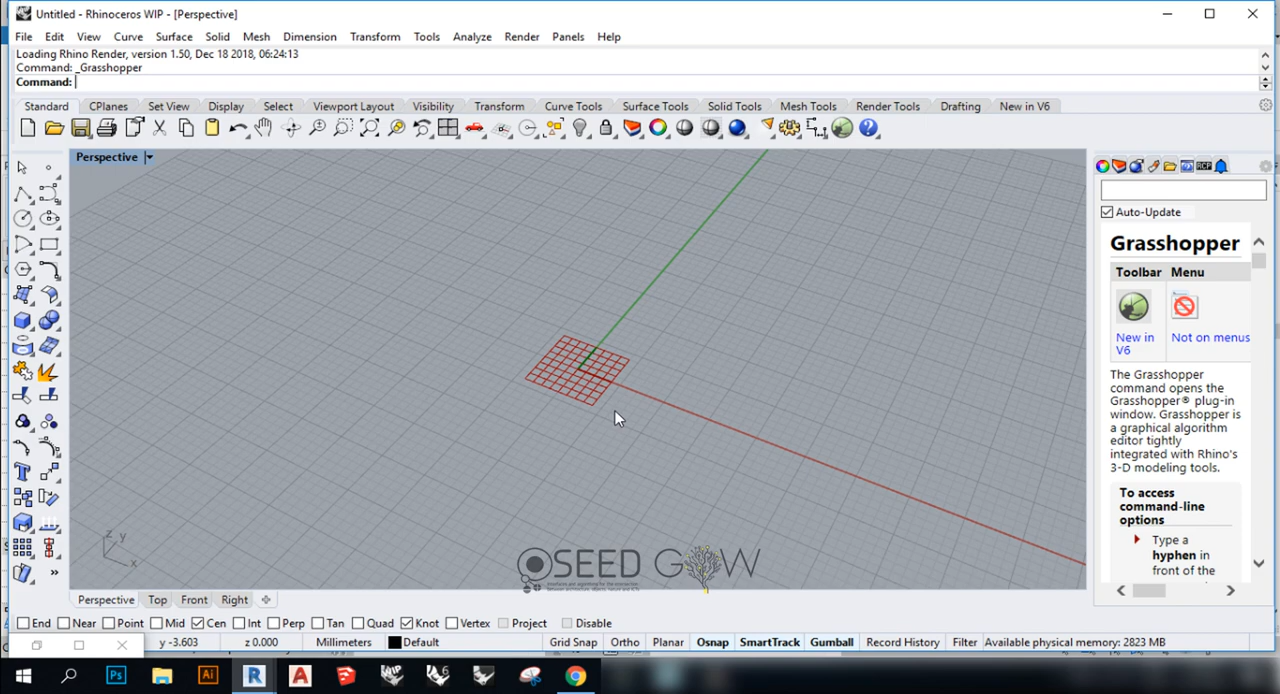 Untitled - Rhinoceros WIP - [Perspective]
File Edit View Curve Surface Solid Mesh Dimension Transform Tools Analyze Render Panels Help
Loading Rhino Render, version 1.50, Dec 18 2018, 06:24:13
Command: _Grasshopper
Command:
Standard CPlanes Set View Display Select Viewport Layout Visibility Transform Curve Tools Surface Tools Solid Tools Mesh Tools Render Tools Drafting New in V6
Perspective
Auto-Update
Grasshopper
Toolbar Menu
New in V6 Not on menus
The Grasshopper
command opens the
Grasshopper® plug-in
window. Grasshopper is
a graphical algorithm
editor tightly
integrated with Rhino's
3-D modeling tools.
To access
command-line
options
Type a
hyphen in
front of the
z y
x
SEED GROW
Perspective Top Front Right
End Near Point Mid Cen Int Perp Tan Quad Knot Vertex Project Disable
y -3.603 z 0.000 Millimeters Default Grid Snap Ortho Planar Osnap SmartTrack Gumball Record History Filter Available physical memory: 2823 MB
Ps Ai R A WIP 6